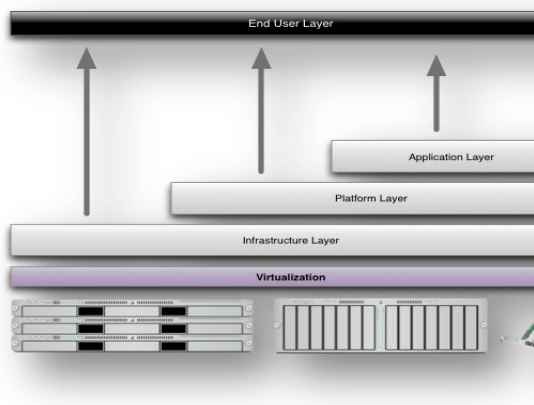 End User Layer
Application Layer
Platform Layer
Infrastructure Layer
Virtualization